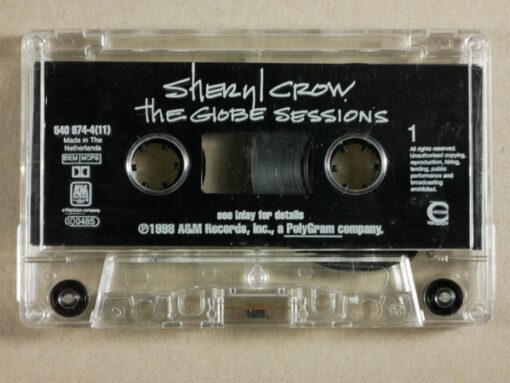 Sheryl Crow
the Globe Sessions
540 974-4(11)
Made in The
Netherlands
BIEM MCPS
A&M
a PolyGram company
IC0485
1
All rights reserved.
Unauthorised copying,
reproduction, hiring,
lending, public
performance and
broadcasting
prohibited.
see inlay for details
Ⓟ1998 A&M Records, Inc., a PolyGram company.